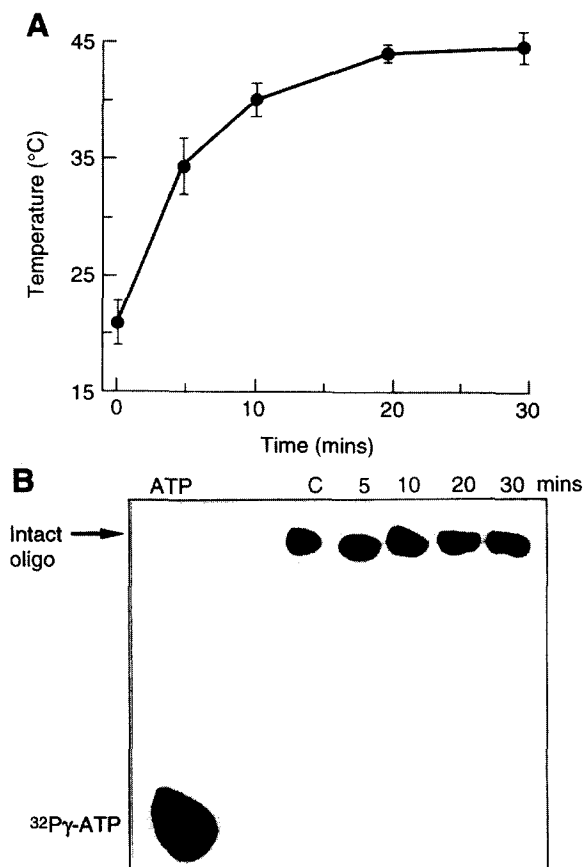 A
45
35
25
15
Temperature (°C)
0 10 20 30
Time (mins)
B
ATP C 5 10 20 30 mins
Intact
oligo
³²Pγ-ATP